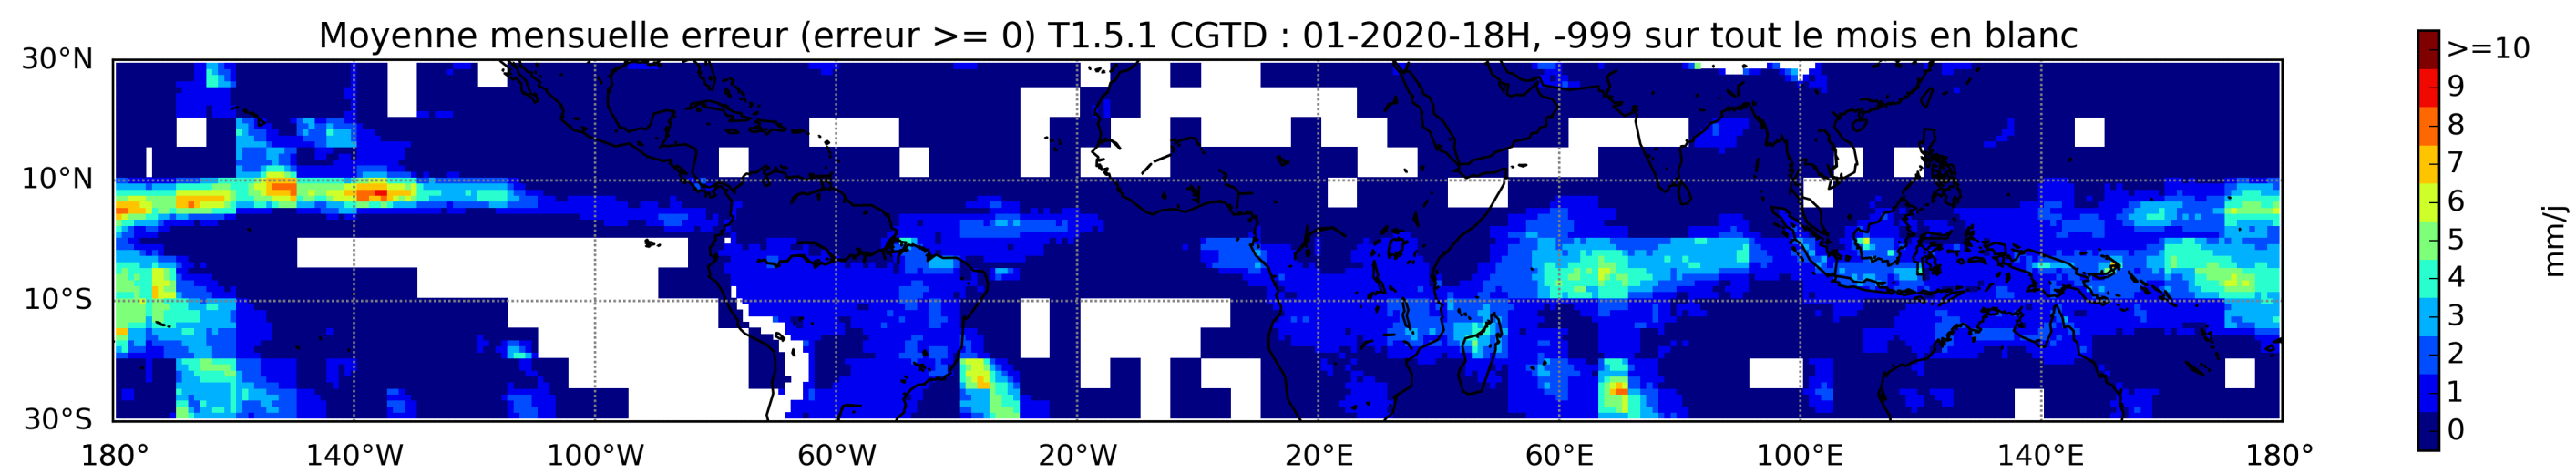 Moyenne mensuelle erreur (erreur >= 0) T1.5.1 CGTD : 01-2020-18H, -999 sur tout le mois en blanc
30°N
10°N
10°S
30°S
180° 140°W 100°W 60°W 20°W 20°E 60°E 100°E 140°E 180°
>=10
9
8
7
6
5
4
3
2
1
0
mm/j